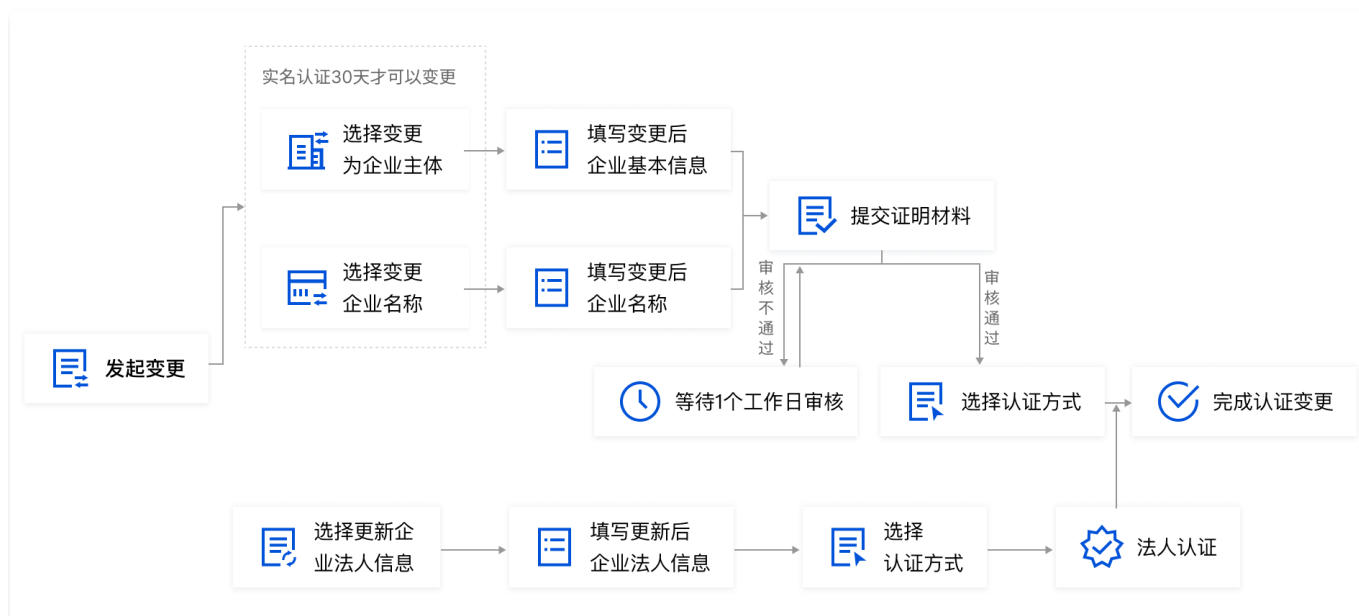 实名认证30天才可以变更
选择变更
为企业主体
填写变更后
企业基本信息
提交证明材料
选择变更
企业名称
填写变更后
企业名称
审核不通过
审核通过
发起变更
等待1个工作日审核
选择认证方式
完成认证变更
选择更新企
业法人信息
填写更新后
企业法人信息
选择
认证方式
法人认证